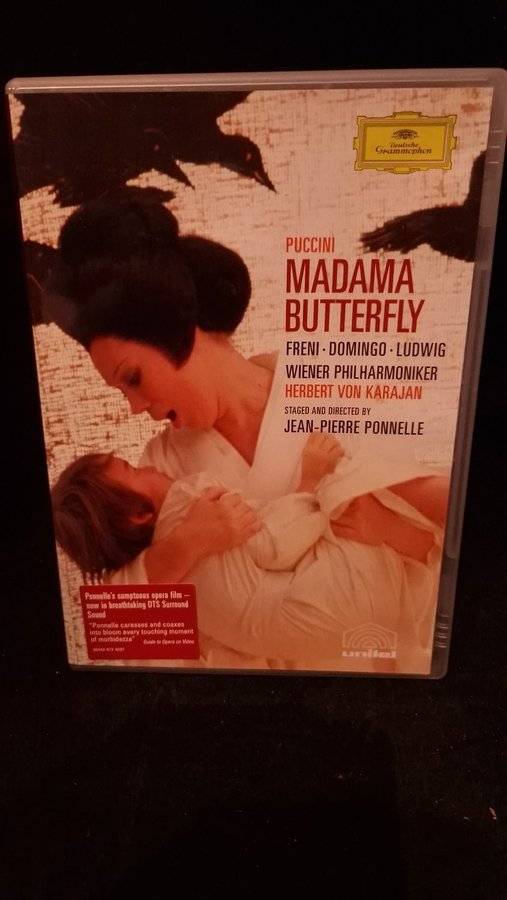 Deutsche
Grammophon
PUCCINI
MADAMA
BUTTERFLY
FRENI · DOMINGO · LUDWIG
WIENER PHILHARMONIKER
HERBERT VON KARAJAN
STAGED AND DIRECTED BY
JEAN-PIERRE PONNELLE
Ponnelle's sumptuous opera film –
now in breathtaking DTS Surround
Sound
"Ponnelle caresses and coaxes
into bloom every touching moment
of morbidezza"
Guide to Opera on Video
unitel